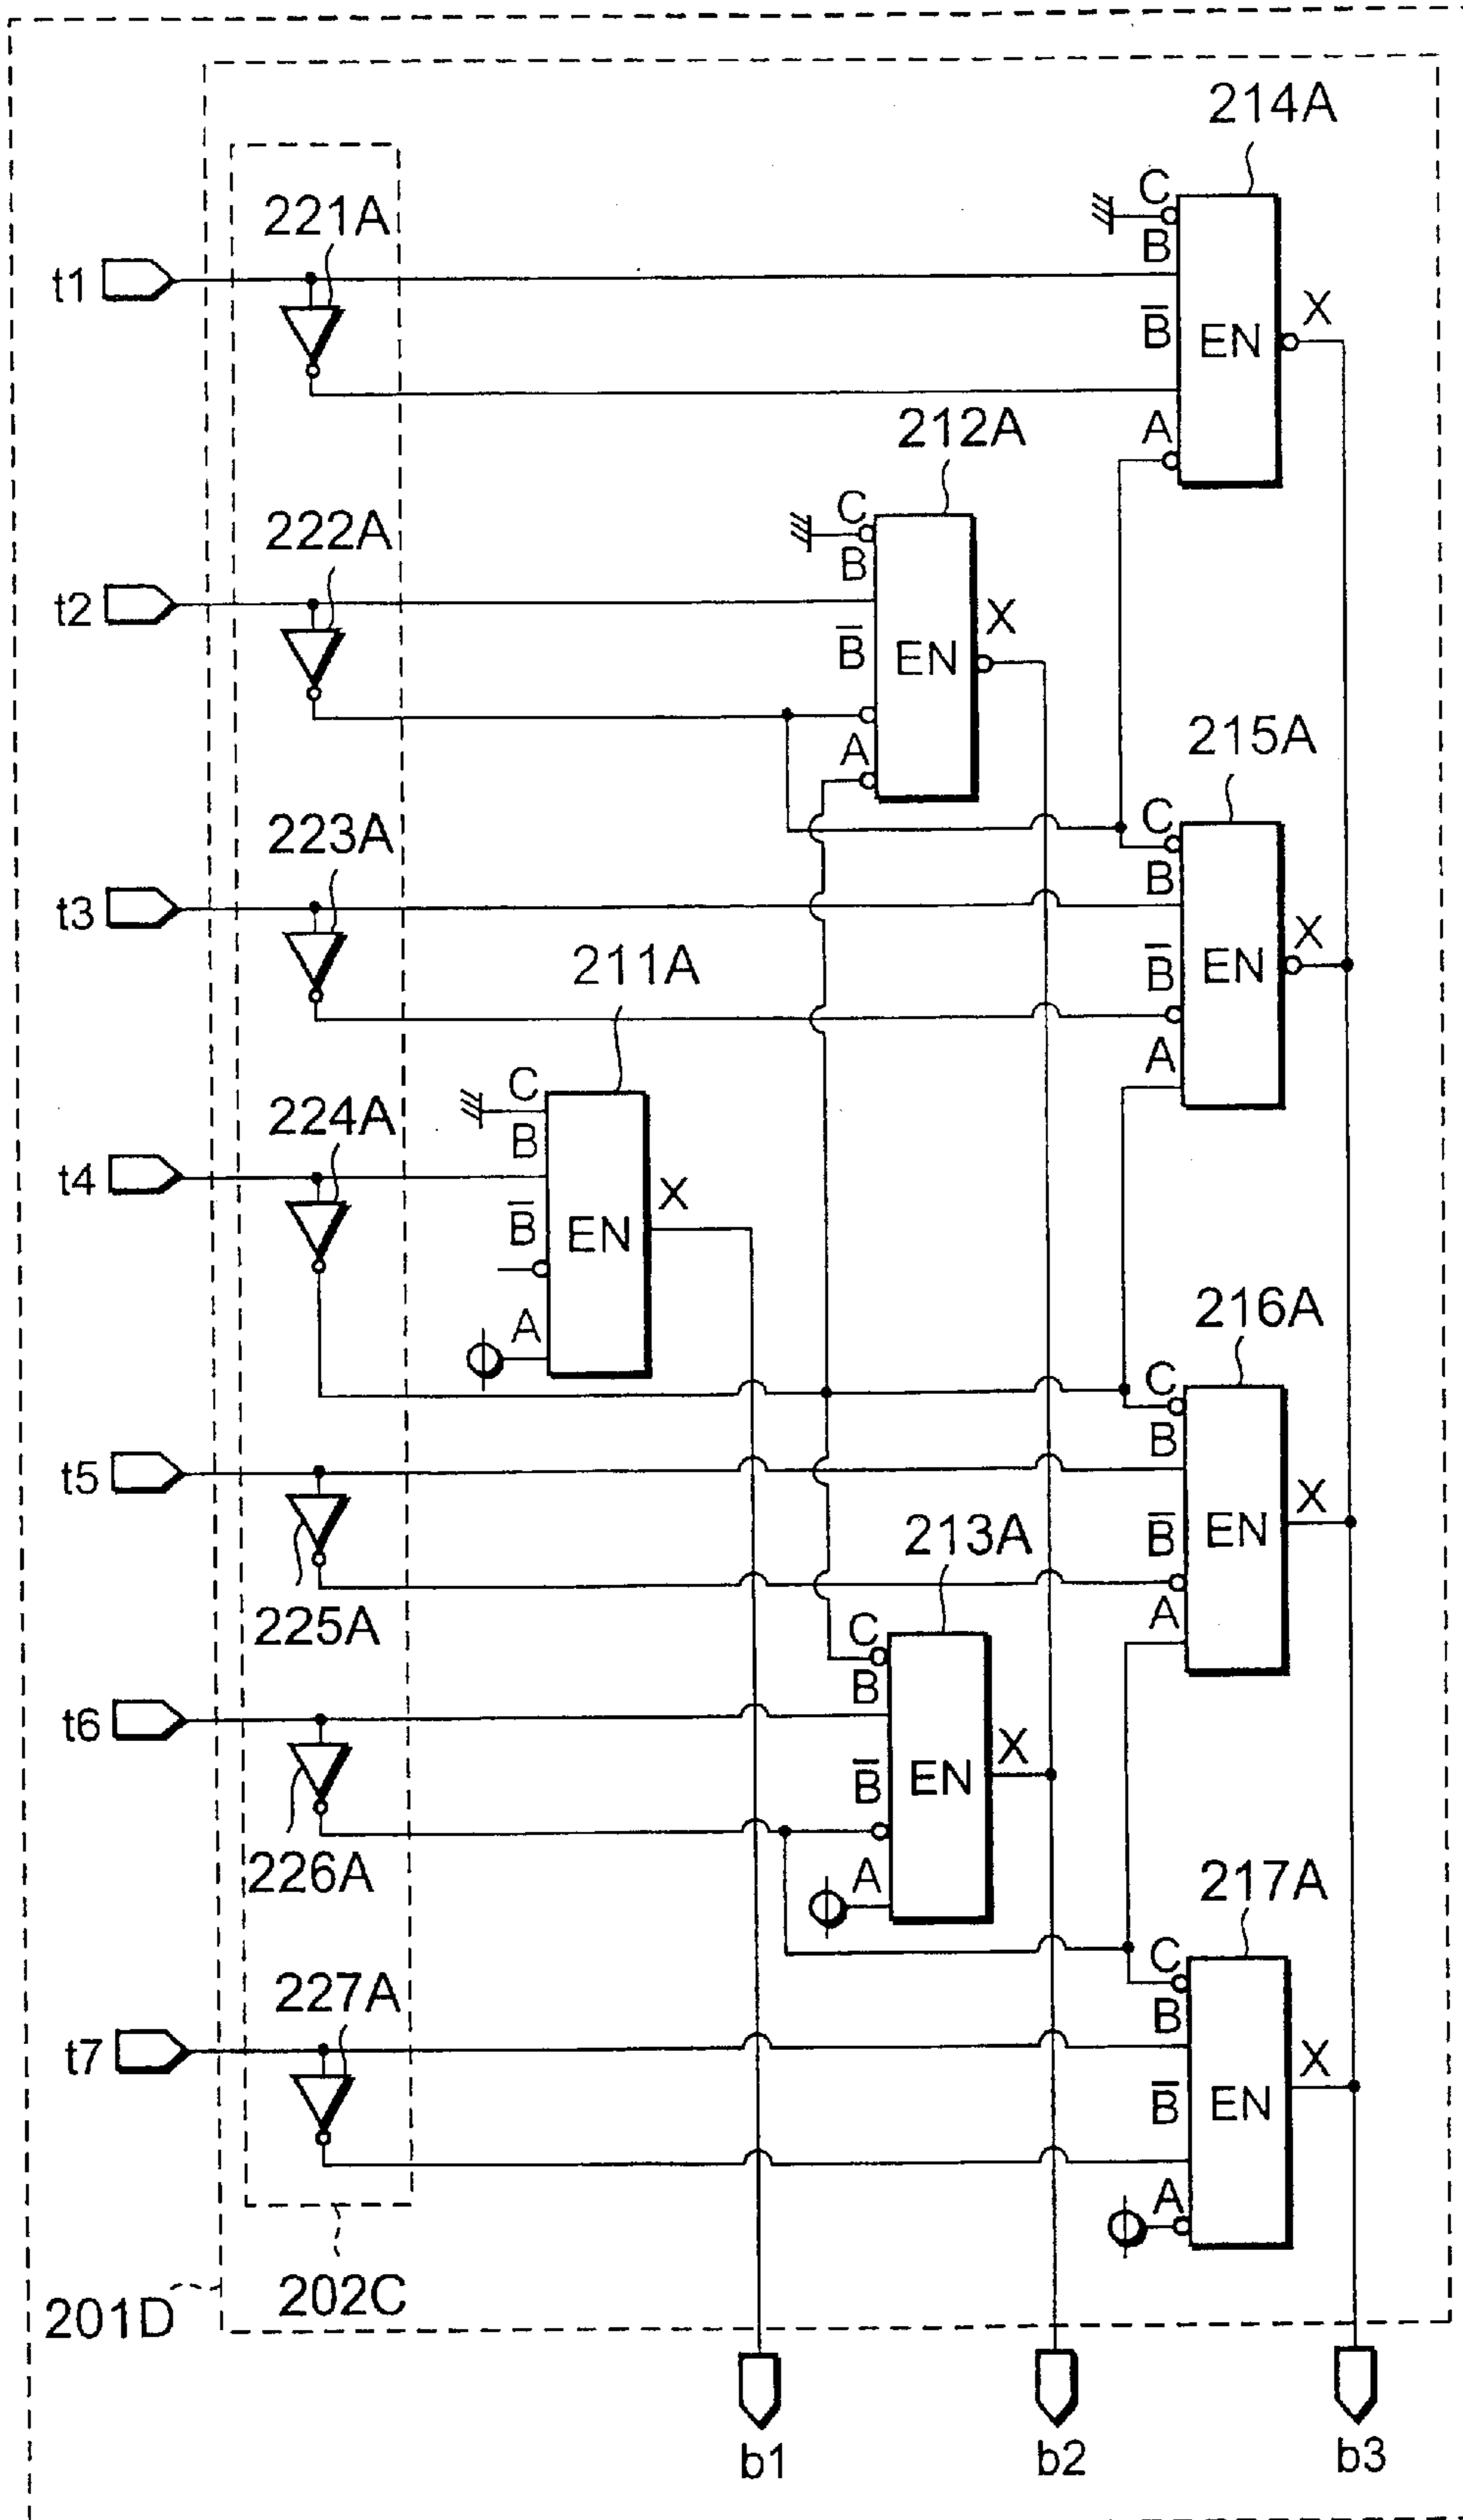 214A
221A
C
B
t1
X
B̅
EN
A
212A
222A
C
B
t2
X
B̅
EN
A
215A
223A
C
B
t3
211A
X
B̅
EN
A
224A
C
B
t4
X
B̅
EN
A
216A
C
B
t5
X
213A
B̅
EN
225A
A
C
B
t6
X
B̅
EN
226A
A
217A
C
227A
B
t7
X
B̅
EN
A
202C
201D
b1
b2
b3